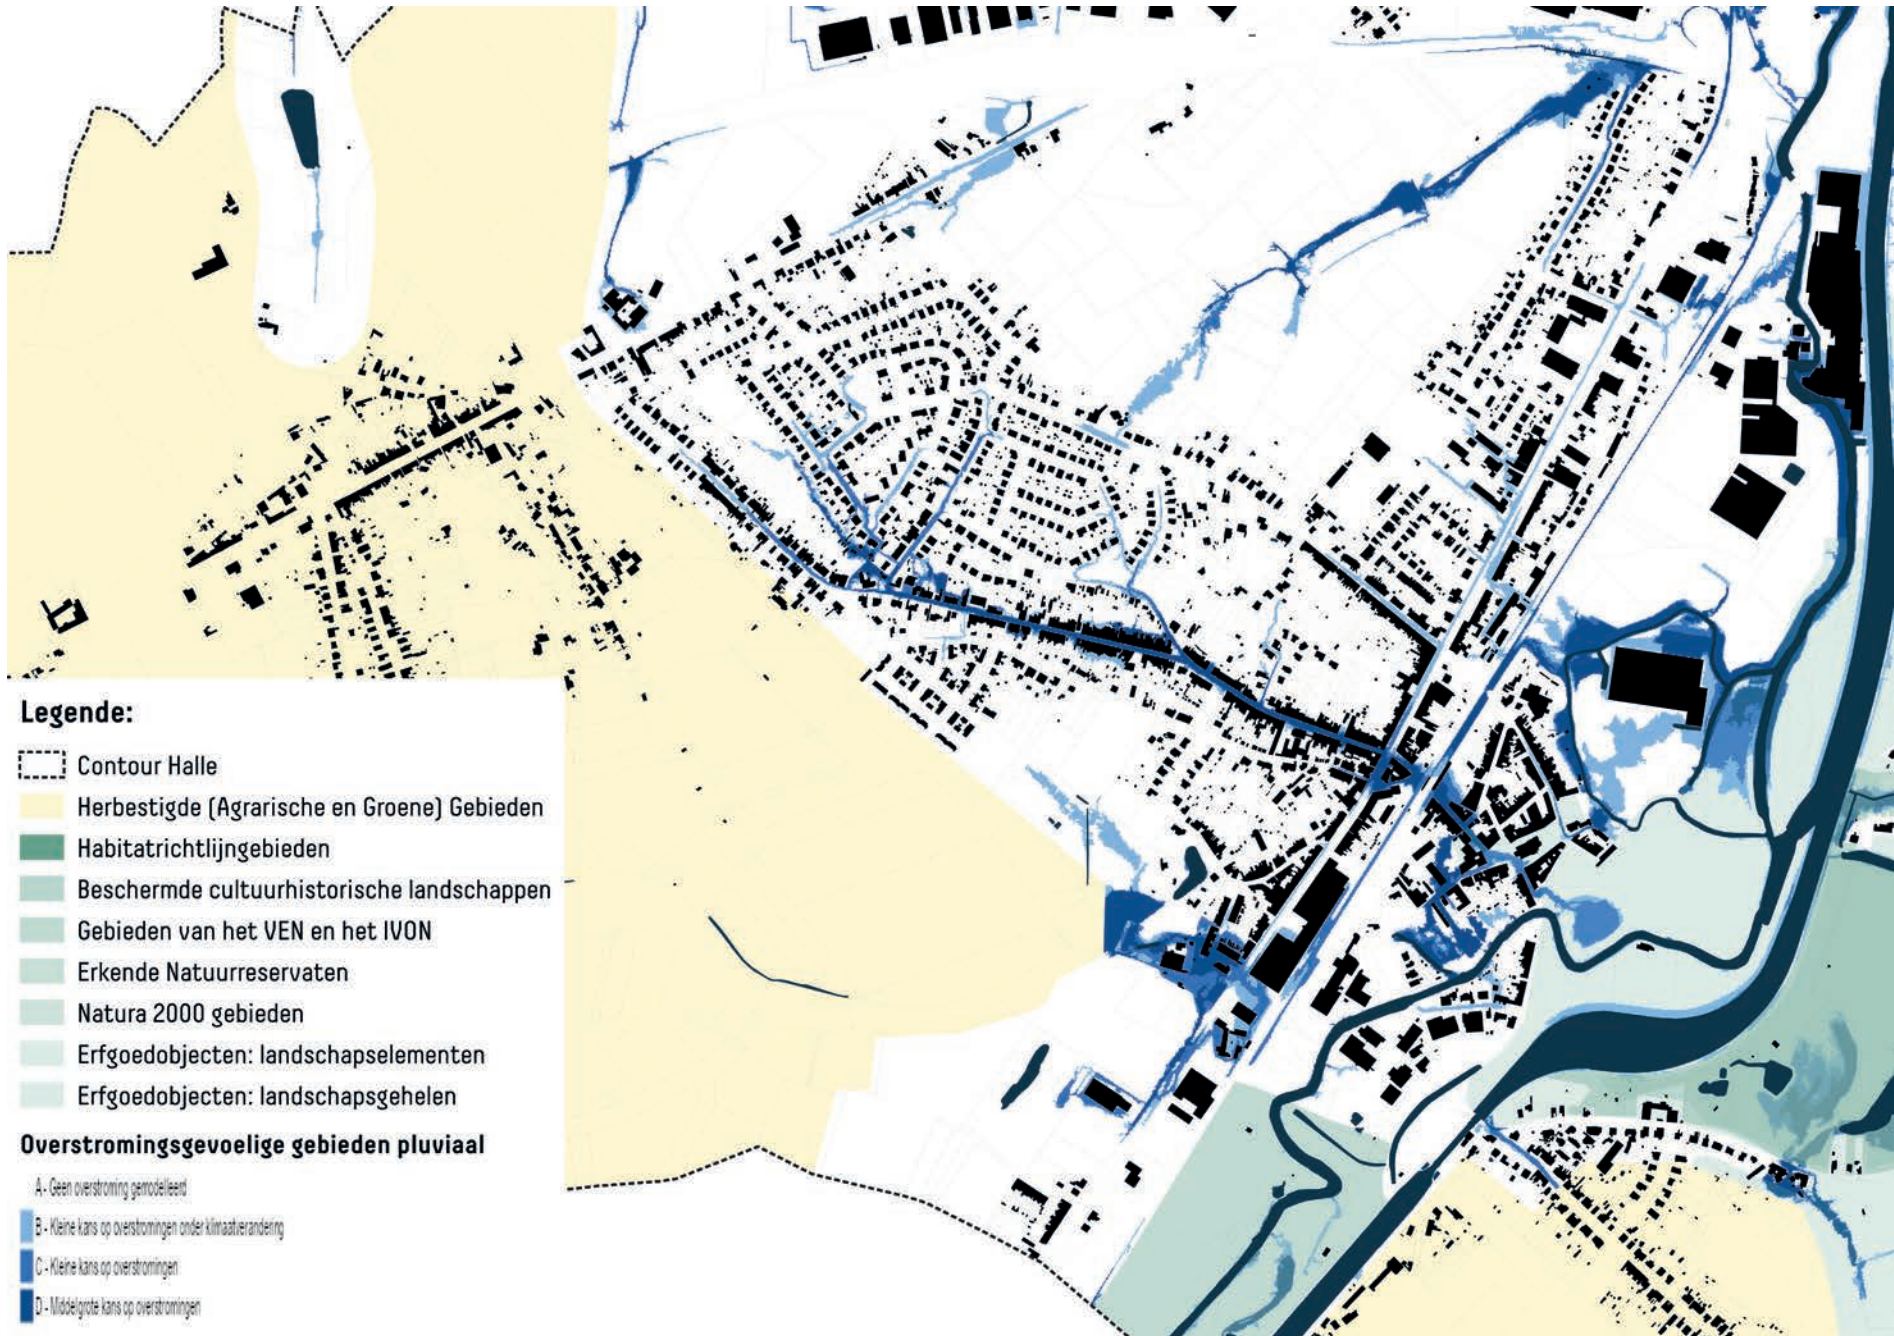 Legende:
Contour Halle
Herbestigde (Agrarische en Groene) Gebieden
Habitatrichtlijngebieden
Beschermde cultuurhistorische landschappen
Gebieden van het VEN en het IVON
Erkende Natuurreservaten
Natura 2000 gebieden
Erfgoedobjecten: landschapselementen
Erfgoedobjecten: landschapsgehelen
Overstromingsgevoelige gebieden pluviaal
A - Geen overstroming gemodelleerd
B - Kleine kans op overstromingen onder klimaatverandering
C - Kleine kans op overstromingen
D - Middelgrote kans op overstromingen